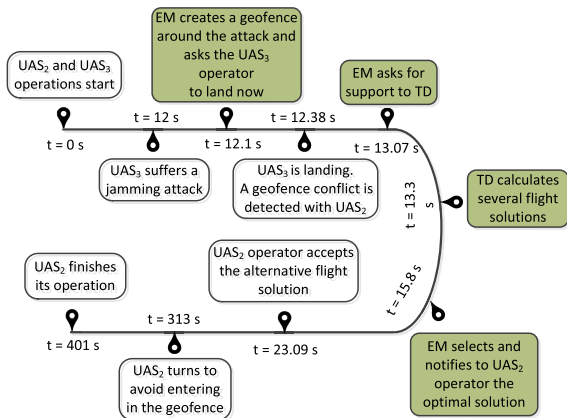 UAS₂ and UAS₃
operations start
t = 0 s
t = 12 s
UAS₃ suffers a
jamming attack
EM creates a geofence
around the attack and
asks the UAS₃
operator
to land now
t = 12.1 s
t = 12.38 s
UAS₃ is landing.
A geofence conflict is
detected with UAS₂
EM asks for
support to TD
t = 13.07 s
t = 13.3
s
TD calculates
several flight
solutions
t = 15.8 s
EM selects and
notifies to UAS₂
operator the
optimal solution
UAS₂ operator accepts
the alternative flight
solution
t = 23.09 s
t = 313 s
UAS₂ turns to
avoid entering
in the geofence
UAS₂ finishes
its operation
t = 401 s